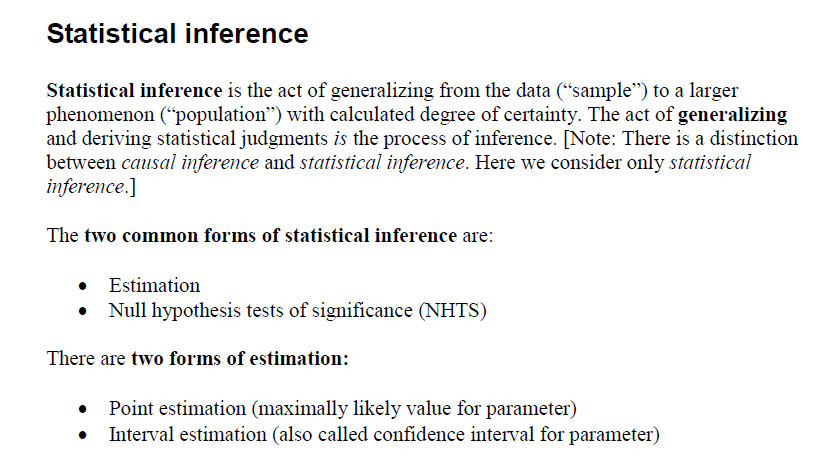 Statistical inference
Statistical inference is the act of generalizing from the data (“sample”) to a larger
phenomenon (“population”) with calculated degree of certainty. The act of generalizing
and deriving statistical judgments is the process of inference. [Note: There is a distinction
between causal inference and statistical inference. Here we consider only statistical
inference.]
The two common forms of statistical inference are:
• Estimation
• Null hypothesis tests of significance (NHTS)
There are two forms of estimation:
• Point estimation (maximally likely value for parameter)
• Interval estimation (also called confidence interval for parameter)